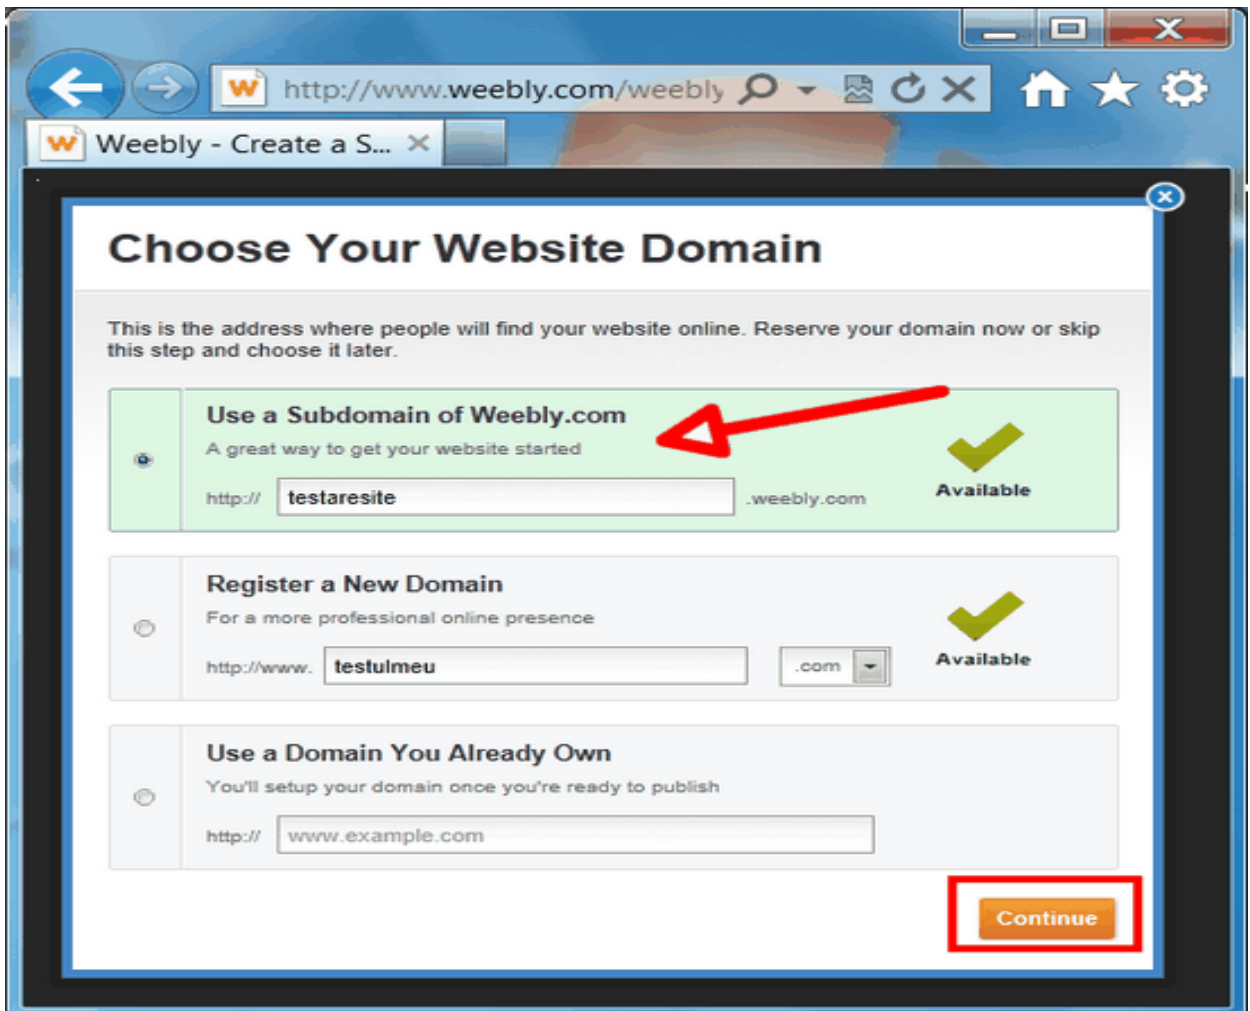 http://www.weebly.com/weebly
Weebly - Create a S...
Choose Your Website Domain
This is the address where people will find your website online. Reserve your domain now or skip
this step and choose it later.
Use a Subdomain of Weebly.com
A great way to get your website started
http:// testaresite .weebly.com
Available
Register a New Domain
For a more professional online presence
http://www. testulmeu .com
Available
Use a Domain You Already Own
You'll setup your domain once you're ready to publish
http:// www.example.com
Continue